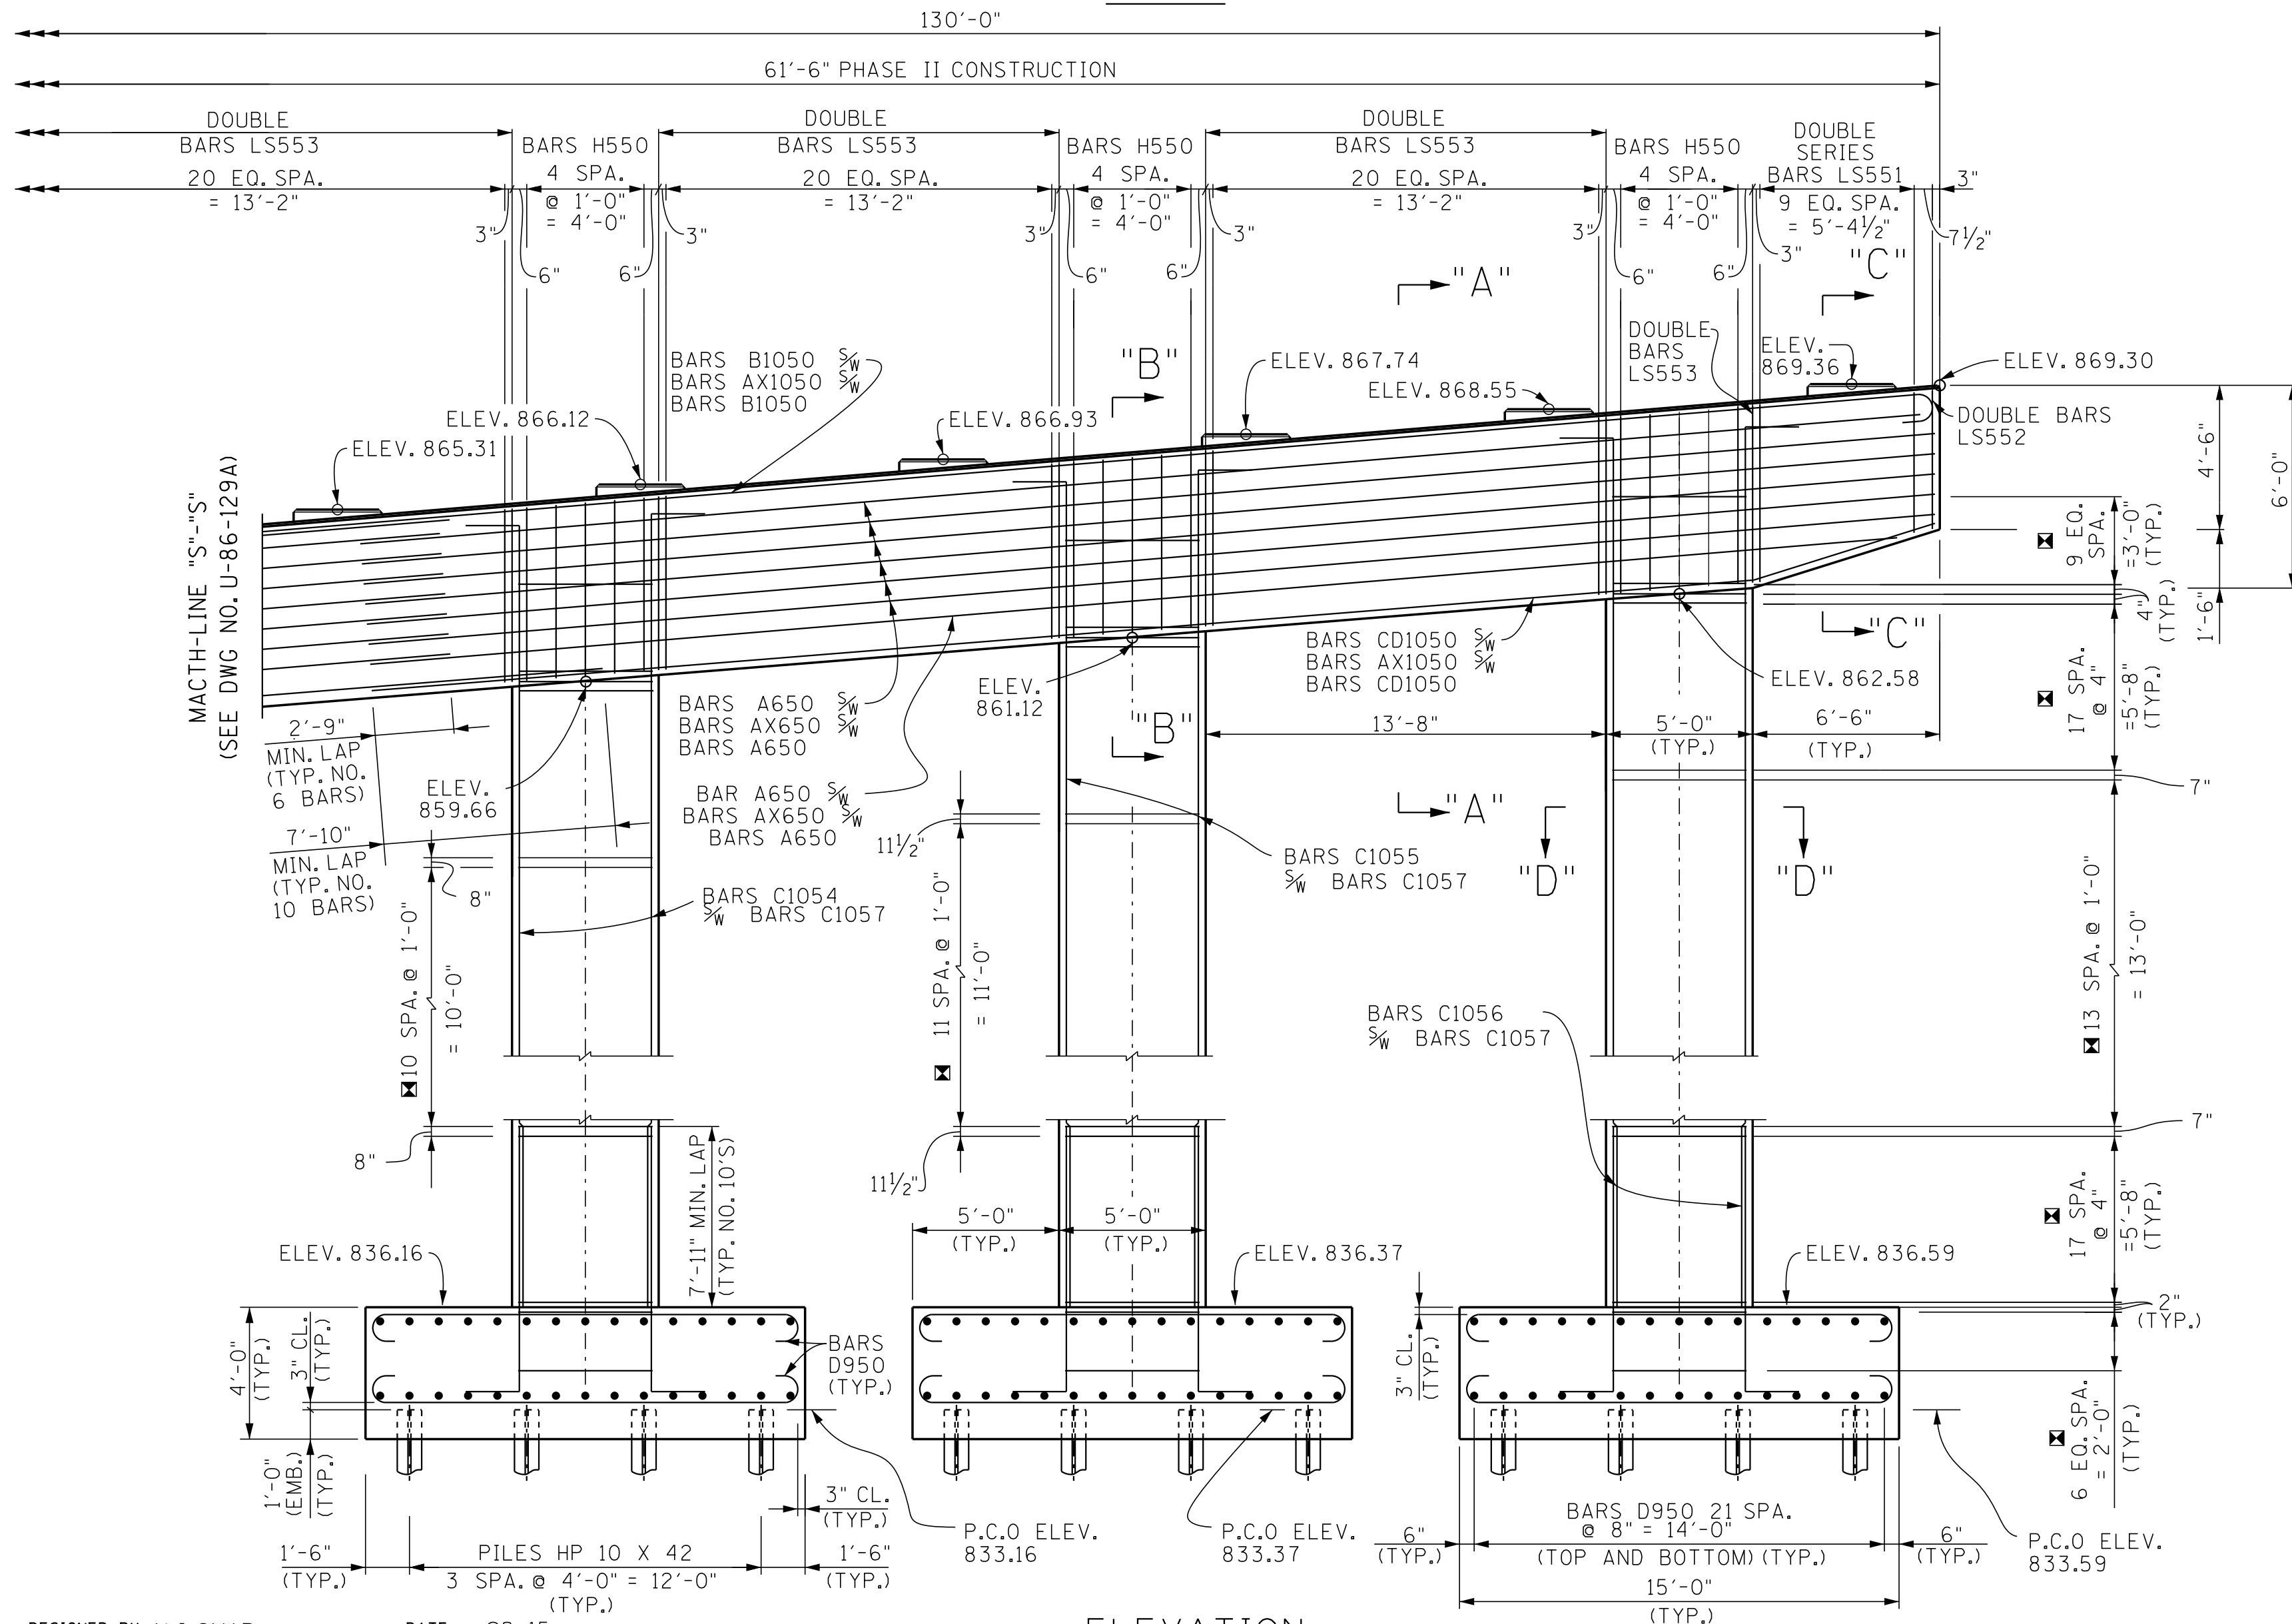 130'-0"
61'-6" PHASE II CONSTRUCTION
DOUBLE
BARS LS553
20 EQ. SPA.
= 13'-2"
BARS H550
4 SPA.
@ 1'-0"
= 4'-0"
DOUBLE
BARS LS553
20 EQ. SPA.
= 13'-2"
BARS H550
4 SPA.
@ 1'-0"
= 4'-0"
DOUBLE
BARS LS553
20 EQ. SPA.
= 13'-2"
BARS H550
4 SPA.
@ 1'-0"
= 4'-0"
DOUBLE
SERIES
BARS LS551
9 EQ. SPA.
= 5'-4½"
3"
3"
3"
3"
3"
3"
3"
7½"
6"
6"
6"
6"
6"
6"
"A"
"C"
"B"
BARS B1050 S/W
BARS AX1050 S/W
BARS B1050
DOUBLE
BARS
LS553
ELEV.
869.36
ELEV. 869.30
ELEV. 867.74
ELEV. 868.55
ELEV. 866.12
ELEV. 866.93
ELEV. 865.31
DOUBLE BARS
LS552
4'-6"
6'-0"
1'-6"
MACTH-LINE "S"-"S"
(SEE DWG NO. U-86-129A)
9 EQ.
SPA.
=3'-0"
(TYP.)
4"
(TYP.)
17 SPA.
@ 4"
=5'-8"
(TYP.)
"C"
BARS CD1050 S/W
BARS AX1050 S/W
BARS CD1050
ELEV. 862.58
ELEV.
861.12
"B"
13'-8"
5'-0"
(TYP.)
6'-6"
(TYP.)
BARS A650 S/W
BARS AX650 S/W
BARS A650
2'-9"
MIN. LAP
(TYP. NO.
6 BARS)
ELEV.
859.66
BAR A650 S/W
BARS AX650 S/W
BARS A650
7'-10"
MIN. LAP
(TYP. NO.
10 BARS)
8"
11½"
"A"
7"
"D"
"D"
BARS C1055
S/W BARS C1057
BARS C1054
S/W BARS C1057
10 SPA. @ 1'-0"
= 10'-0"
11 SPA. @ 1'-0"
= 11'-0"
13 SPA. @ 1'-0"
= 13'-0"
BARS C1056
S/W BARS C1057
8"
11½"
7"
7'-11" MIN. LAP
(TYP. NO. 10'S)
17 SPA.
@ 4"
=5'-8"
(TYP.)
5'-0"
(TYP.)
5'-0"
(TYP.)
ELEV. 836.16
ELEV. 836.37
ELEV. 836.59
2"
(TYP.)
4'-0"
(TYP.)
3" CL.
(TYP.)
BARS
D950
(TYP.)
3" CL.
(TYP.)
6 EQ. SPA.
= 2'-0"
(TYP.)
1'-0"
(EMB.)
(TYP.)
3" CL.
(TYP.)
P.C.O ELEV.
833.16
P.C.O ELEV.
833.37
P.C.O ELEV.
833.59
1'-6"
(TYP.)
PILES HP 10 X 42
3 SPA. @ 4'-0" = 12'-0"
(TYP.)
1'-6"
(TYP.)
6"
(TYP.)
BARS D950 21 SPA.
@ 8" = 14'-0"
(TOP AND BOTTOM) (TYP.)
6"
(TYP.)
15'-0"
(TYP.)
ELEVATION